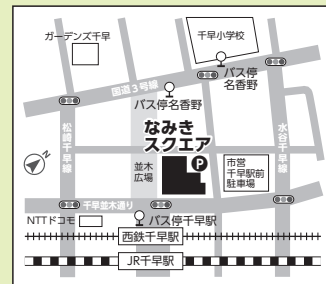 ガーデンズ千早
千早小学校
バス停
名香野
国道3号線
バス停名香野
松崎千早線
水谷千早線
なみき
スクエア
P
並木
広場
市営
千早駅前
駐車場
N
千早並木通り
NTTドコモ
バス停千早駅
西鉄千早駅
JR千早駅